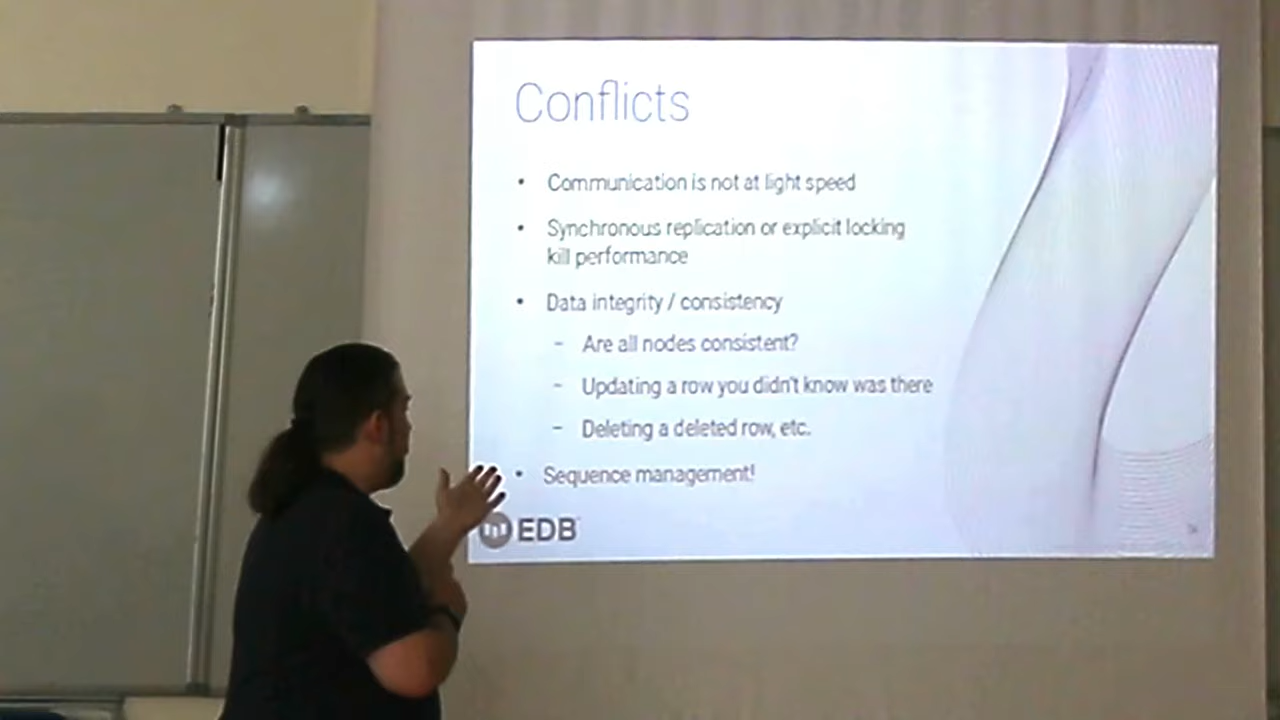 Conflicts
• Communication is not at light speed
• Synchronous replication or explicit locking
kill performance
• Data integrity / consistency
– Are all nodes consistent?
– Updating a row you didn't know was there
– Deleting a deleted row, etc.
• Sequence management!
EDB